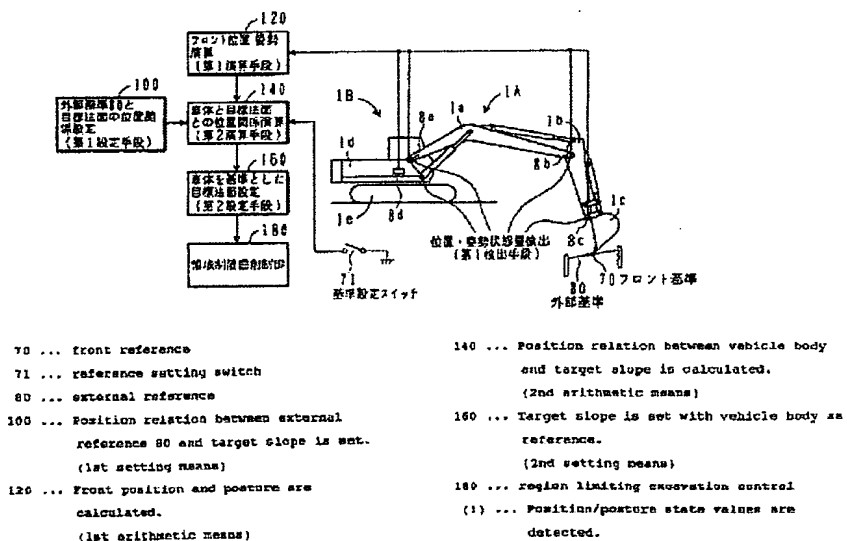 120
フロント位置・姿勢
演算
(第1演算手段)
100
外部基準80と
目標法面の位置関
係設定
(第1設定手段)
140
車体と目標法面
との位置関係演算
(第2演算手段)
160
車体を基準とした
目標法面設定
(第2設定手段)
180
1B
1A
1a
8a
1b
8b
1d
8d
1e
1c
8c
位置・姿勢状態量検出
(第1検出手段)
71
基準設定スイッチ
70 フロント基準
80
外部基準
70 ... front reference
71 ... reference setting switch
80 ... external reference
100 ... Position relation between external
reference 80 and target slope is set.
(1st setting means)
120 ... Front position and posture are
calculated.
(1st arithmetic means)
140 ... Position relation between vehicle body
and target slope is calculated.
(2nd arithmetic means)
160 ... Target slope is set with vehicle body as
reference.
(2nd setting means)
180 ... region limiting excavation control
(1) ... Position/posture state values are
detected.